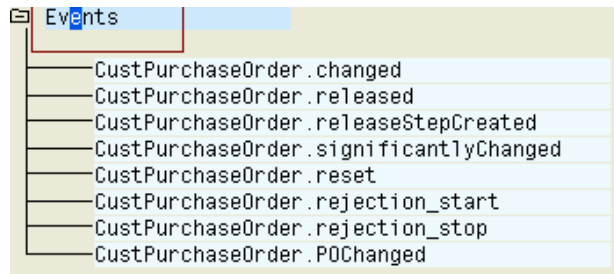 Events
CustPurchaseOrder.changed
CustPurchaseOrder.released
CustPurchaseOrder.releaseStepCreated
CustPurchaseOrder.significantlyChanged
CustPurchaseOrder.reset
CustPurchaseOrder.rejection_start
CustPurchaseOrder.rejection_stop
CustPurchaseOrder.POChanged